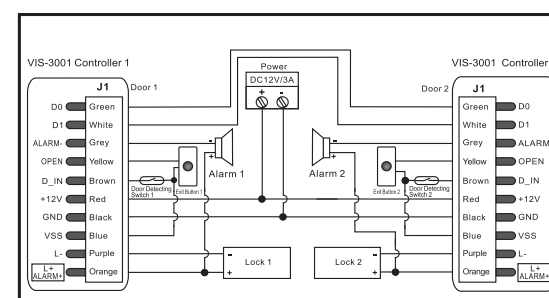 VIS-3001 Controller 1
J1
Door 1
D0 Green
D1 White
ALARM- Grey
OPEN Yellow
D_IN Brown
+12V Red
GND Black
VSS Blue
L- Purple
L+
ALARM+
Orange
Power
DC12V/3A
+ -
-
+
Alarm 1
Door Detecting
Switch 1
Exit Button 1
-
+
Lock 1
-
+
Alarm 2
Exit Button 2
Door Detecting
Switch 2
Lock 2
-
+
VIS-3001 Controller
Door 2
J1
Green D0
White D1
Grey ALARM
Yellow OPEN
Brown D_IN
Red +12V
Black GND
Blue VSS
Purple L-
Orange
L+
ALARM+